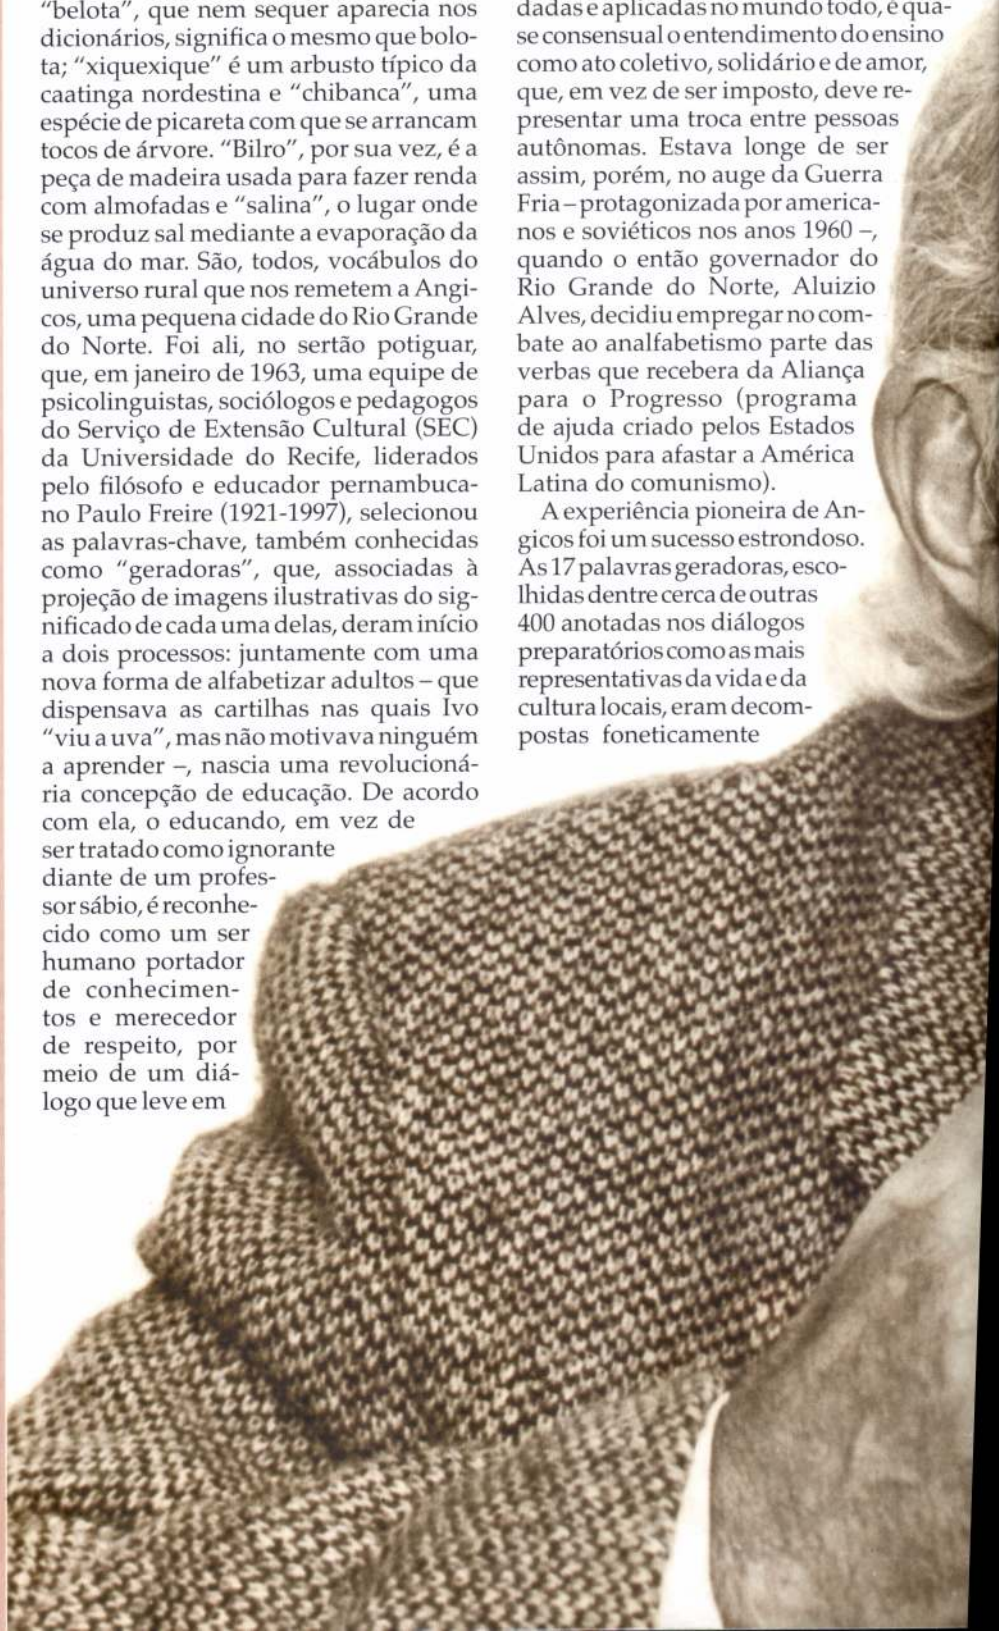 "belota", que nem sequer aparecia nos
dicionários, significa o mesmo que bolo-
ta; "xiquexique" é um arbusto típico da
caatinga nordestina e "chibanca", uma
espécie de picareta com que se arrancam
tocos de árvore. "Bilro", por sua vez, é a
peça de madeira usada para fazer renda
com almofadas e "salina", o lugar onde
se produz sal mediante a evaporação da
água do mar. São, todos, vocábulos do
universo rural que nos remetem a Angi-
cos, uma pequena cidade do Rio Grande
do Norte. Foi ali, no sertão potiguar,
que, em janeiro de 1963, uma equipe de
psicolinguistas, sociólogos e pedagogos
do Serviço de Extensão Cultural (SEC)
da Universidade do Recife, liderados
pelo filósofo e educador pernambuca-
no Paulo Freire (1921-1997), selecionou
as palavras-chave, também conhecidas
como "geradoras", que, associadas à
projeção de imagens ilustrativas do sig-
nificado de cada uma delas, deram início
a dois processos: juntamente com uma
nova forma de alfabetizar adultos – que
dispensava as cartilhas nas quais Ivo
"viu a uva", mas não motivava ninguém
a aprender –, nascia uma revolucioná-
ria concepção de educação. De acordo
com ela, o educando, em vez de
ser tratado como ignorante
diante de um profes-
sor sábio, é reconhe-
cido como um ser
humano portador
de conhecimen-
tos e merecedor
de respeito, por
meio de um diá-
logo que leve em
dadas e aplicadas no mundo todo, é qua-
se consensual o entendimento do ensino
como ato coletivo, solidário e de amor,
que, em vez de ser imposto, deve re-
presentar uma troca entre pessoas
autônomas. Estava longe de ser
assim, porém, no auge da Guerra
Fria – protagonizada por america-
nos e soviéticos nos anos 1960 –,
quando o então governador do
Rio Grande do Norte, Aluizio
Alves, decidiu empregar no com-
bate ao analfabetismo parte das
verbas que recebera da Aliança
para o Progresso (programa
de ajuda criado pelos Estados
Unidos para afastar a América
Latina do comunismo).
A experiência pioneira de An-
gicos foi um sucesso estrondoso.
As 17 palavras geradoras, esco-
lhidas dentre cerca de outras
400 anotadas nos diálogos
preparatórios como as mais
representativas da vida e da
cultura locais, eram decom-
postas foneticamente